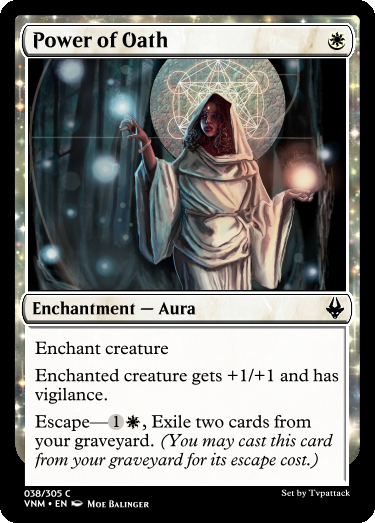 Power of Oath
Enchantment — Aura
Enchant creature
Enchanted creature gets +1/+1 and has
vigilance.
Escape—1, Exile two cards from
your graveyard. (You may cast this card
from your graveyard for its escape cost.)
038/305 C
VNM • EN Moe Balinger
Set by Tvpattack